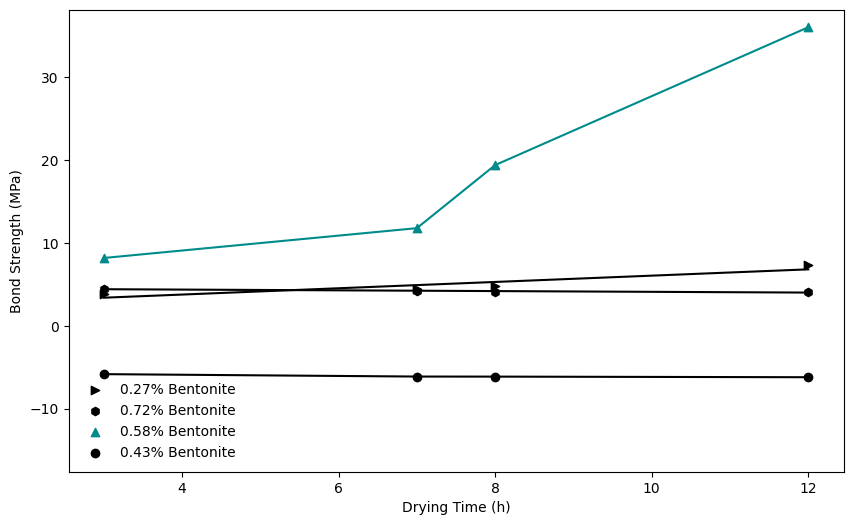 30
20
10
0
−10
Bond Strength (MPa)
0.27% Bentonite
0.72% Bentonite
0.58% Bentonite
0.43% Bentonite
4 6 8 10 12
Drying Time (h)